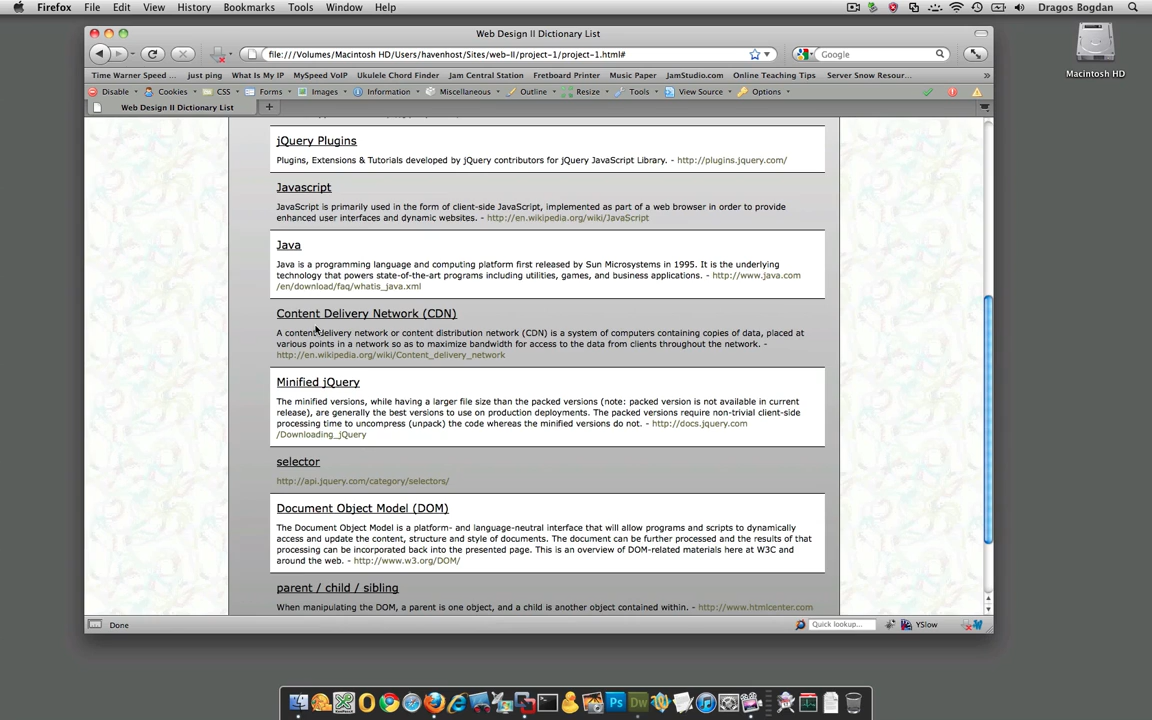 Firefox File Edit View History Bookmarks Tools Window Help Dragos Bogdan
Web Design II Dictionary List
file:///Volumes/Macintosh HD/Users/havenhost/Sites/web-II/project-1/project-1.html# Google
Macintosh HD
Time Warner Speed ... just ping What Is My IP MySpeed VoIP Ukulele Chord Finder Jam Central Station Fretboard Printer Music Paper JamStudio.com Online Teaching Tips Server Snow Resour... »
Disable Cookies CSS Forms Images Information Miscellaneous Outline Resize Tools View Source Options
Web Design II Dictionary List +
jQuery Plugins
Plugins, Extensions & Tutorials developed by jQuery contributors for jQuery JavaScript Library. - http://plugins.jquery.com/
Javascript
JavaScript is primarily used in the form of client-side JavaScript, implemented as part of a web browser in order to provide
enhanced user interfaces and dynamic websites. - http://en.wikipedia.org/wiki/JavaScript
Java
Java is a programming language and computing platform first released by Sun Microsystems in 1995. It is the underlying
technology that powers state-of-the-art programs including utilities, games, and business applications. - http://www.java.com
/en/download/faq/whatis_java.xml
Content Delivery Network (CDN)
A content delivery network or content distribution network (CDN) is a system of computers containing copies of data, placed at
various points in a network so as to maximize bandwidth for access to the data from clients throughout the network. -
http://en.wikipedia.org/wiki/Content_delivery_network
Minified jQuery
The minified versions, while having a larger file size than the packed versions (note: packed version is not available in current
release), are generally the best versions to use on production deployments. The packed versions require non-trivial client-side
processing time to uncompress (unpack) the code whereas the minified versions do not. - http://docs.jquery.com
/Downloading_jQuery
selector
http://api.jquery.com/category/selectors/
Document Object Model (DOM)
The Document Object Model is a platform- and language-neutral interface that will allow programs and scripts to dynamically
access and update the content, structure and style of documents. The document can be further processed and the results of that
processing can be incorporated back into the presented page. This is an overview of DOM-related materials here at W3C and
around the web. - http://www.w3.org/DOM/
parent / child / sibling
When manipulating the DOM, a parent is one object, and a child is another object contained within. - http://www.htmlcenter.com
Done Quick lookup... YSlow
Ps Dw